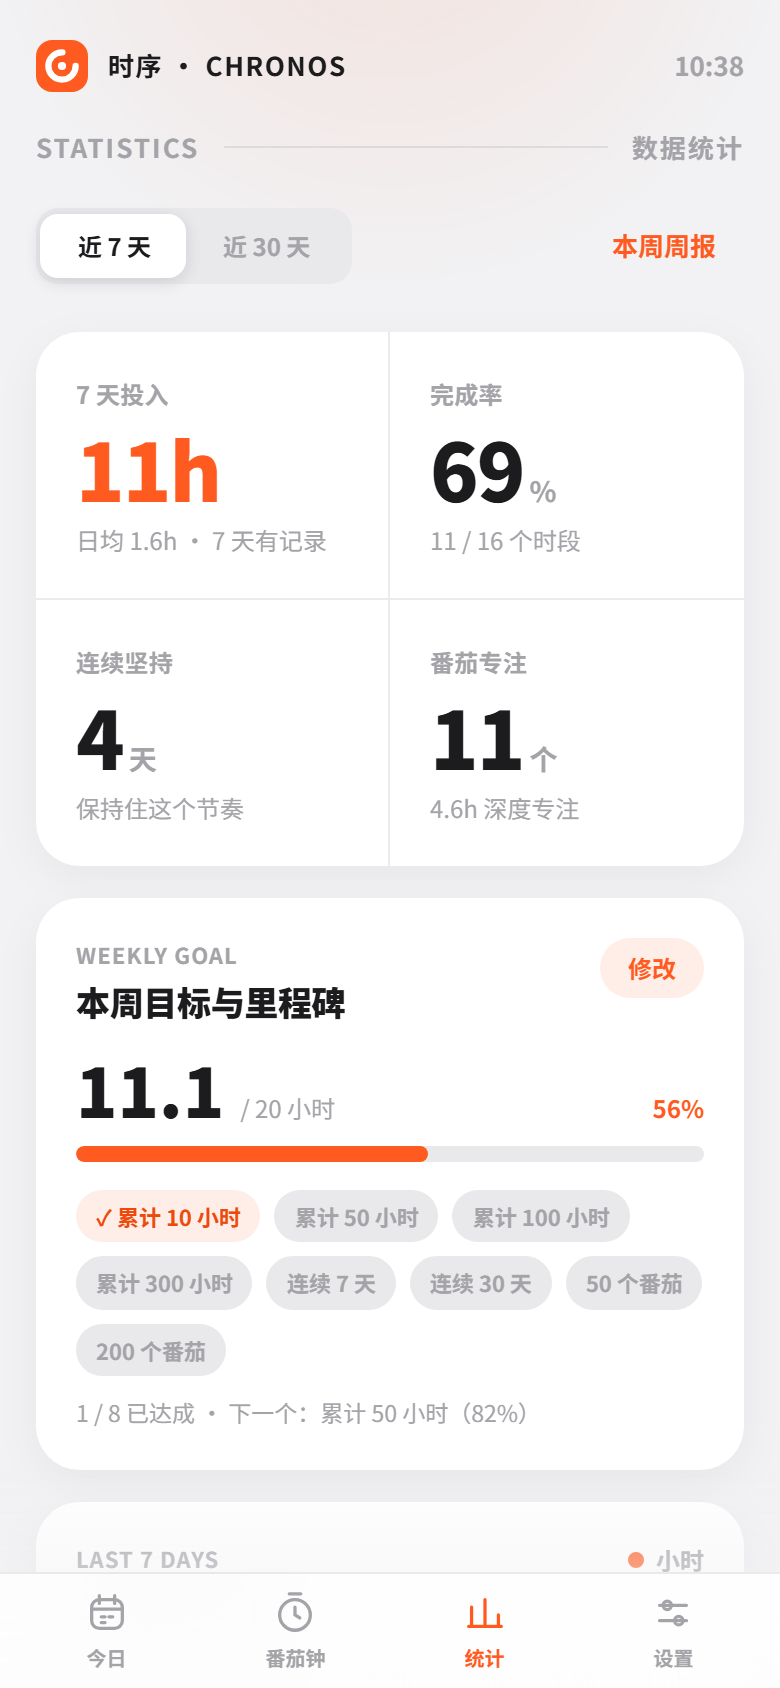 时序 · CHRONOS
10:38
STATISTICS
数据统计
近 7 天
近 30 天
本周周报
7 天投入
完成率
11h
69 %
日均 1.6h · 7 天有记录
11 / 16 个时段
连续坚持
番茄专注
4 天
11 个
保持住这个节奏
4.6h 深度专注
WEEKLY GOAL
修改
本周目标与里程碑
11.1 / 20 小时
56%
✓ 累计 10 小时
累计 50 小时
累计 100 小时
累计 300 小时
连续 7 天
连续 30 天
50 个番茄
200 个番茄
1 / 8 已达成 · 下一个：累计 50 小时（82%）
LAST 7 DAYS
小时
今日
番茄钟
统计
设置